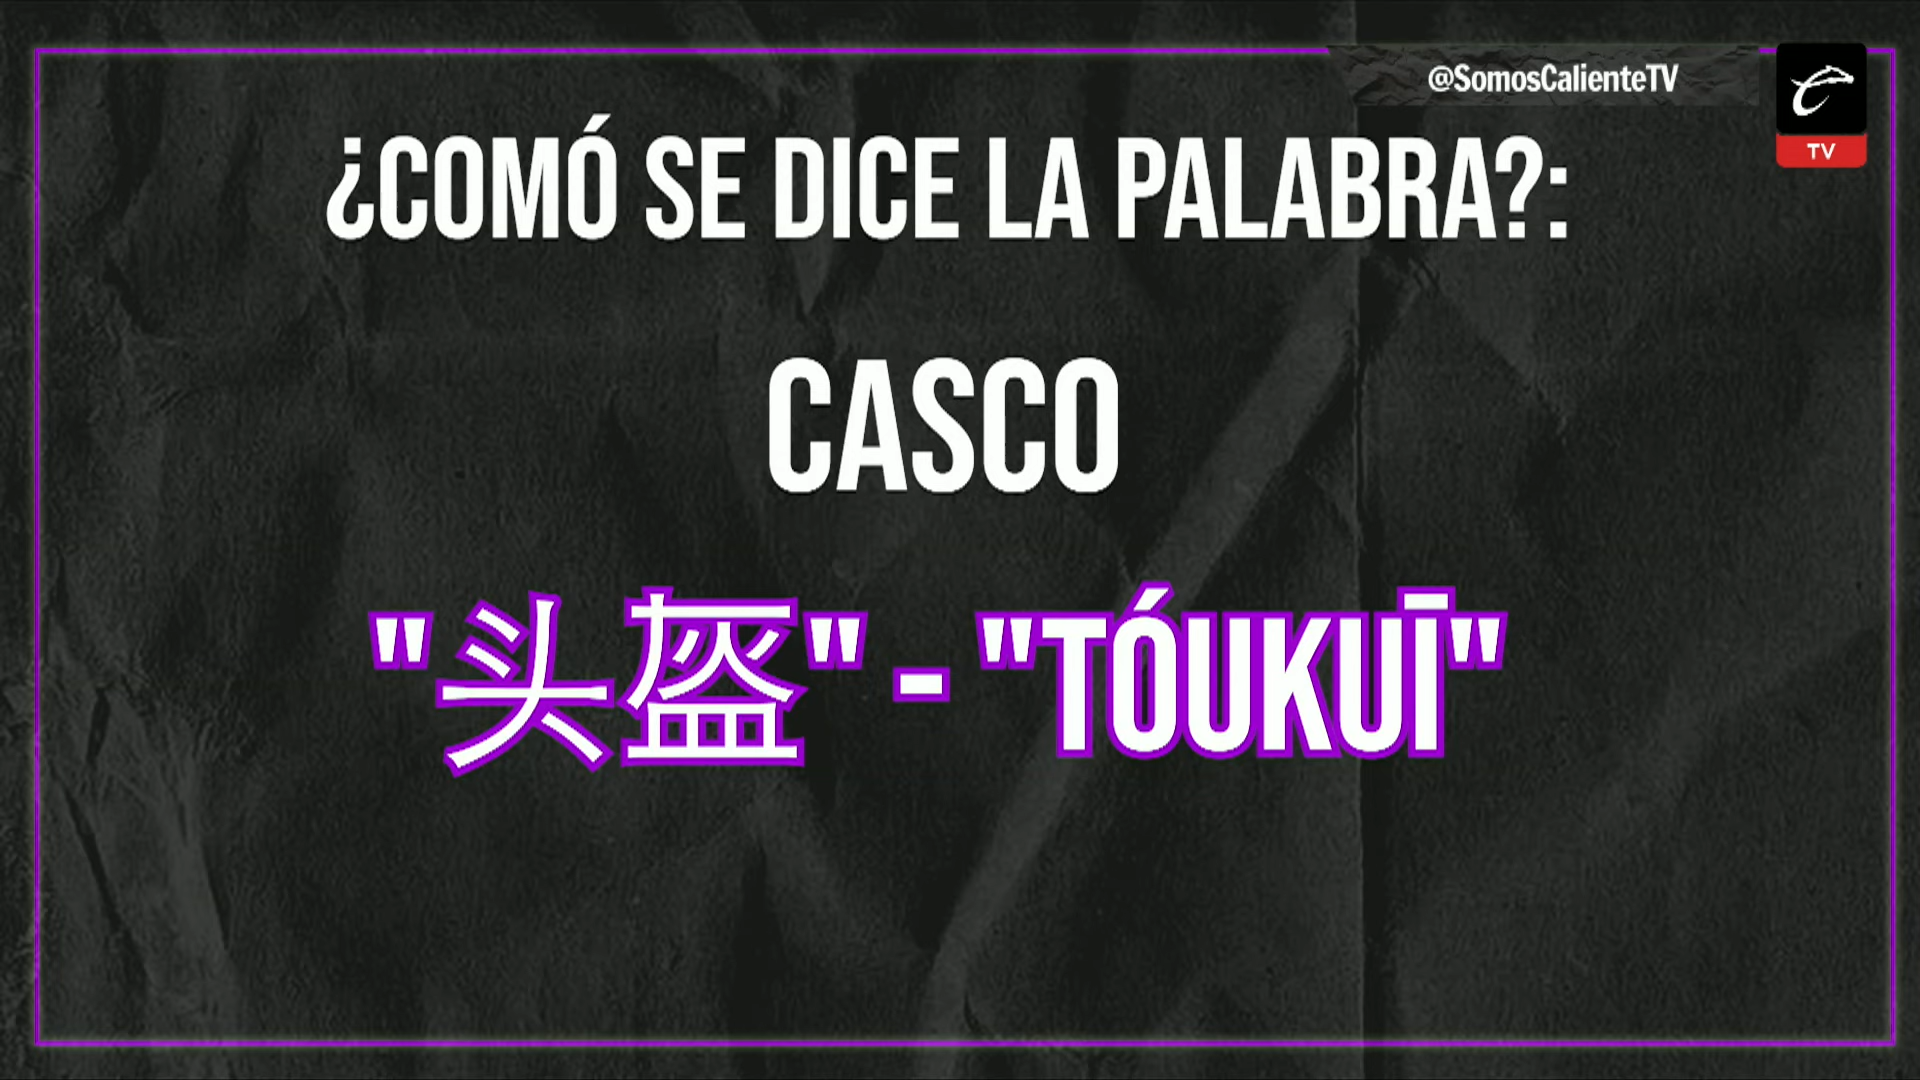 @SomosCalienteTV
TV
¿COMÓ SE DICE LA PALABRA?:
CASCO
"头盔" - "TÓUKUĪ"